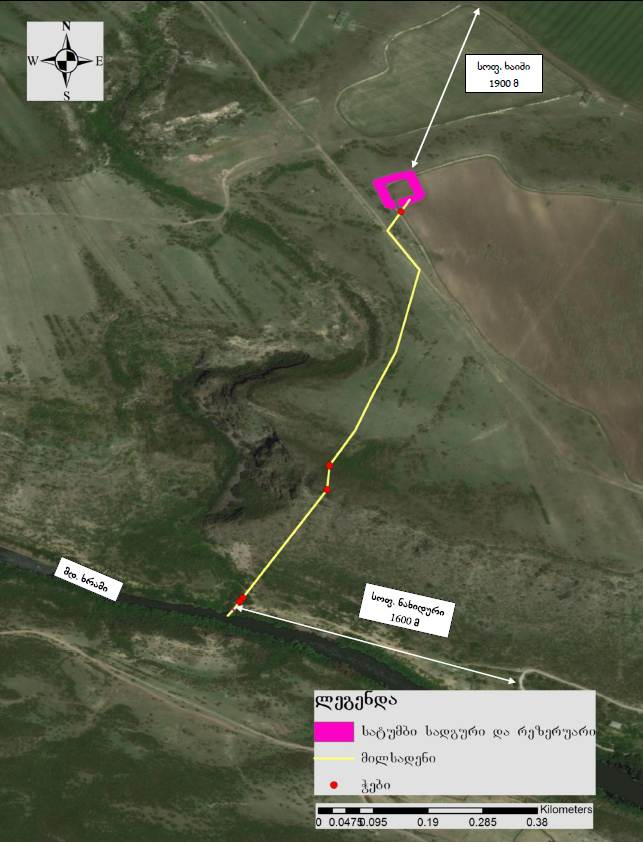 N
W E
S
სოფ. ხაიში
1900 მ
მდ. ხრამი
სოფ. ნახიდური
1600 მ
ლეგენდა
სატუმბი სადგური და რეზერუარი
მილსადენი
ჭები
Kilometers
0 0.0475 0.095 0.19 0.285 0.38